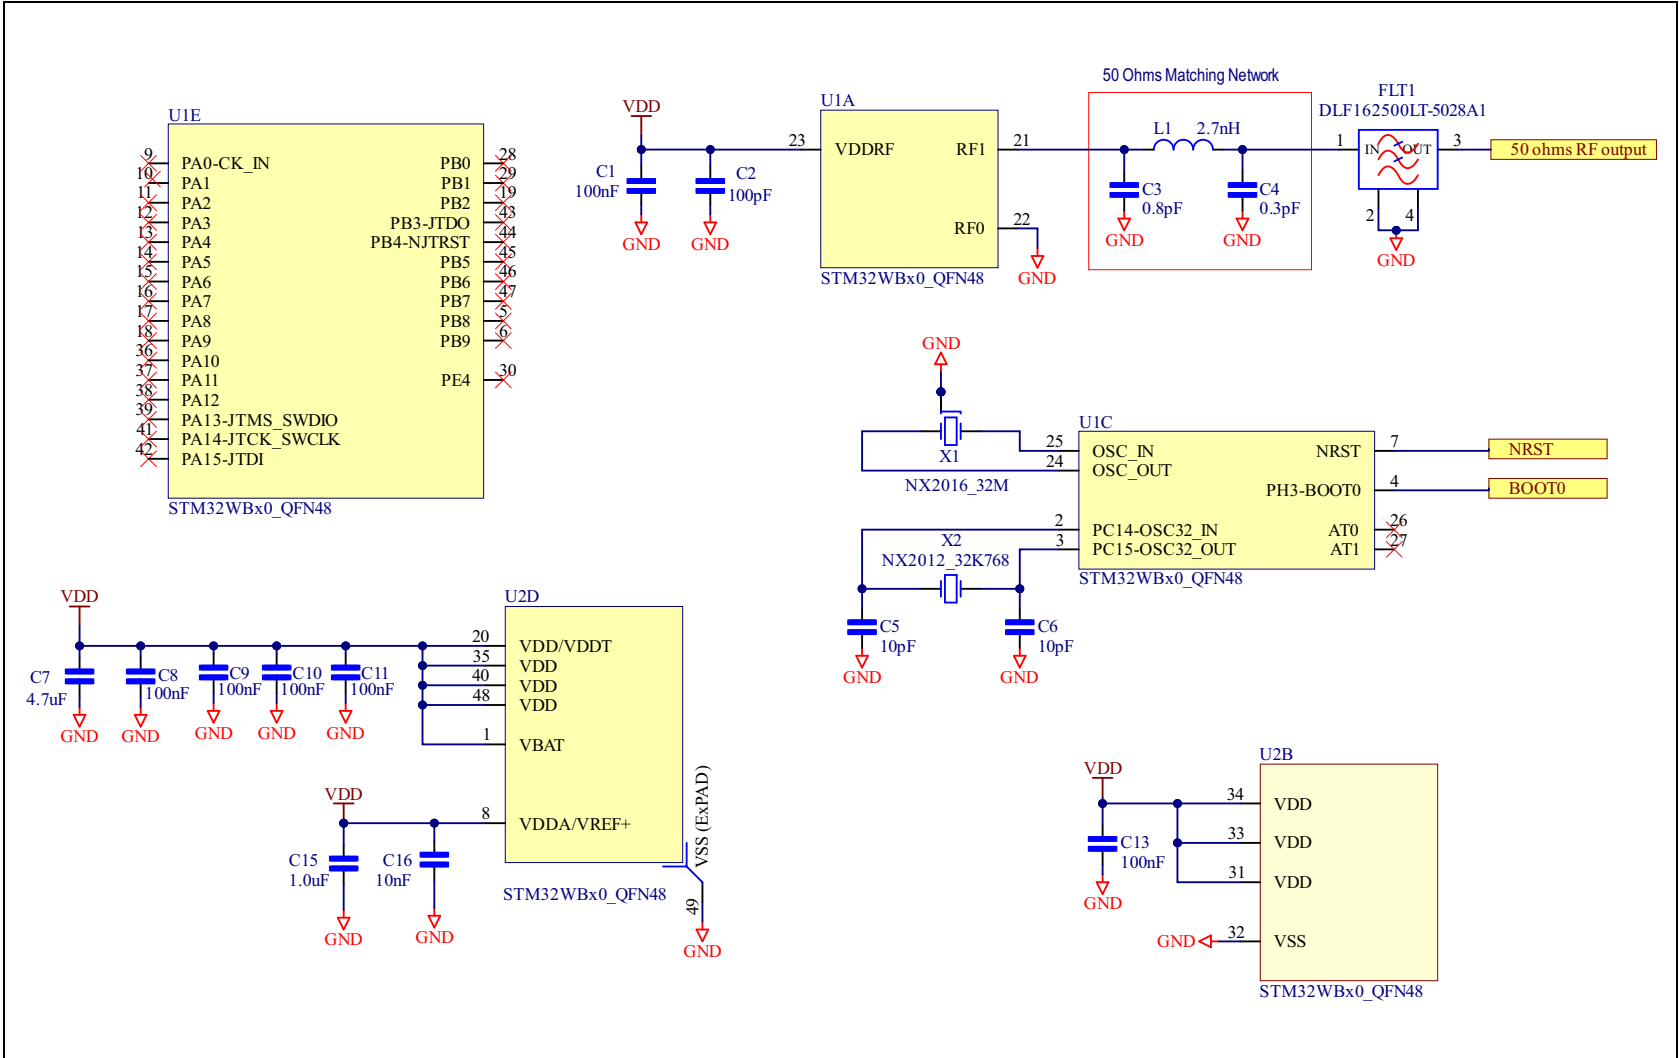 U1E
9 PA0-CK_IN
10 PA1
11 PA2
12 PA3
13 PA4
14 PA5
15 PA6
16 PA7
17 PA8
18 PA9
36 PA10
37 PA11
38 PA12
39 PA13-JTMS_SWDIO
41 PA14-JTCK_SWCLK
42 PA15-JTDI
PB0 28
PB1 29
PB2 19
PB3-JTDO 43
PB4-NJTRST 44
PB5 45
PB6 46
PB7 47
PB8 5
PB9 6
PE4 30
STM32WBx0_QFN48
VDD
C1
100nF
GND
C2
100pF
GND
U1A
23 VDDRF
RF1 21
RF0 22
STM32WBx0_QFN48
GND
50 Ohms Matching Network
L1 2.7nH
C3
0.8pF
GND
C4
0.3pF
GND
FLT1
DLF162500LT-5028A1
1 IN OUT 3
2 4
GND
50 ohms RF output
GND
X1
NX2016_32M
U1C
25 OSC_IN
24 OSC_OUT
2 PC14-OSC32_IN
3 PC15-OSC32_OUT
NRST 7
PH3-BOOT0 4
AT0 26
AT1 27
STM32WBx0_QFN48
NRST
BOOT0
X2
NX2012_32K768
C5
10pF
GND
C6
10pF
GND
VDD
C7
4.7uF
GND
C8
100nF
GND
C9
100nF
GND
C10
100nF
GND
C11
100nF
GND
U2D
20 VDD/VDDT
35 VDD
40 VDD
48 VDD
1 VBAT
8 VDDA/VREF+
VSS (ExPAD)
49
GND
STM32WBx0_QFN48
VDD
C15
1.0uF
GND
C16
10nF
GND
VDD
C13
100nF
GND
U2B
34 VDD
33 VDD
31 VDD
GND 32 VSS
STM32WBx0_QFN48